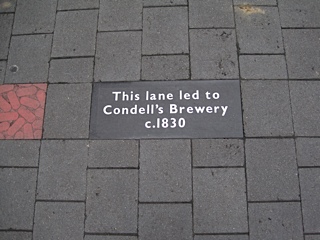 This lane led to
Condell's Brewery
c.1830